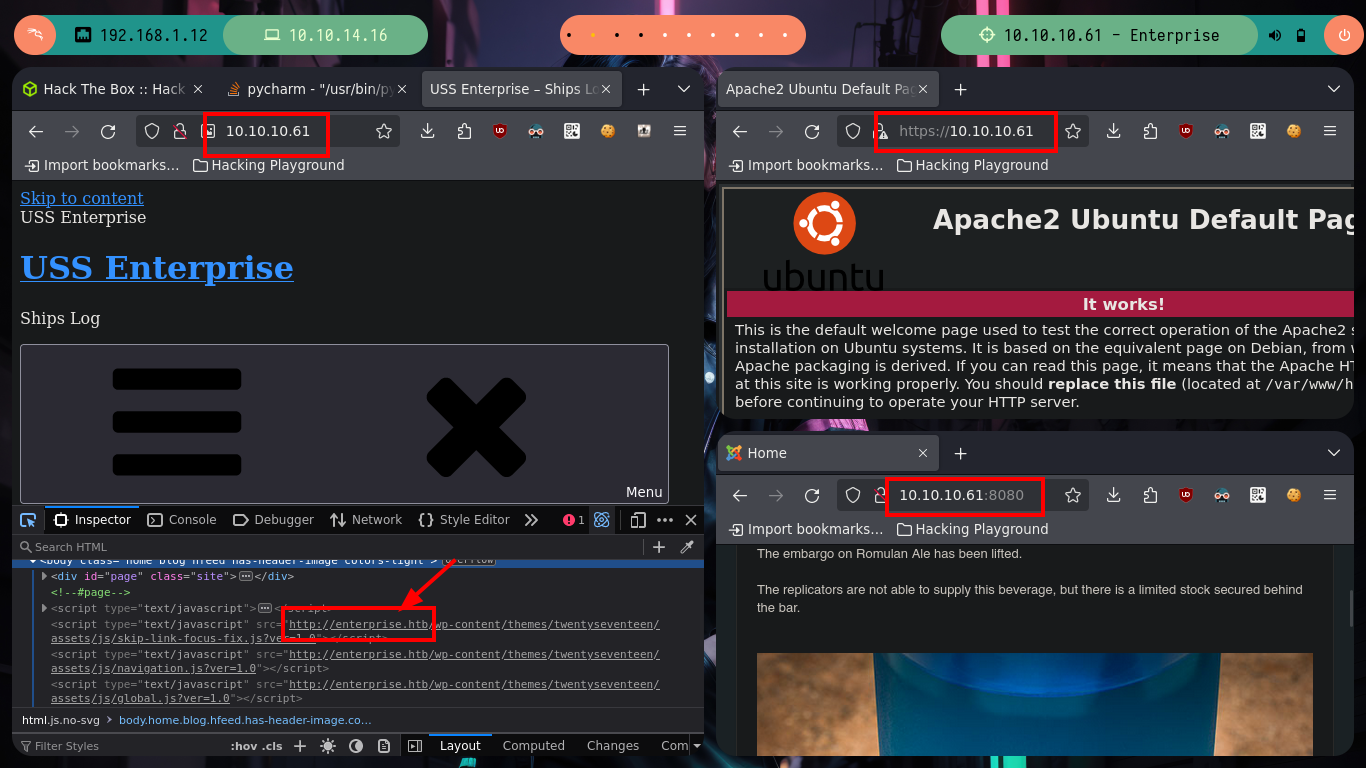 192.168.1.12
10.10.14.16
10.10.10.61 - Enterprise
Hack The Box :: Hack
pycharm - "/usr/bin/py
USS Enterprise – Ships Lo
10.10.10.61
Import bookmarks...
Hacking Playground
Skip to content
USS Enterprise
USS Enterprise
Ships Log
Menu
Inspector
Console
Debugger
Network
Style Editor
1
Search HTML
<body class="home blog hfeed has-header-image colors-light">
overflow
<div id="page" class="site"></div>
<!--#page-->
<script type="text/javascript"></script>
<script type="text/javascript" src="http://enterprise.htb/wp-content/themes/twentyseventeen/
assets/js/skip-link-focus-fix.js?ver=1.0"></script>
<script type="text/javascript" src="http://enterprise.htb/wp-content/themes/twentyseventeen/
assets/js/navigation.js?ver=1.0"></script>
<script type="text/javascript" src="http://enterprise.htb/wp-content/themes/twentyseventeen/
assets/js/global.js?ver=1.0"></script>
html.js.no-svg
body.home.blog.hfeed.has-header-image.co...
Filter Styles
:hov .cls
Layout
Computed
Changes
Com
Apache2 Ubuntu Default Pag
https://10.10.10.61
Import bookmarks...
Hacking Playground
ubuntu
Apache2 Ubuntu Default Pag
It works!
This is the default welcome page used to test the correct operation of the Apache2 s
installation on Ubuntu systems. It is based on the equivalent page on Debian, from w
Apache packaging is derived. If you can read this page, it means that the Apache HT
at this site is working properly. You should replace this file (located at /var/www/h
before continuing to operate your HTTP server.
Home
10.10.10.61:8080
Import bookmarks...
Hacking Playground
The embargo on Romulan Ale has been lifted.
The replicators are not able to supply this beverage, but there is a limited stock secured behind
the bar.